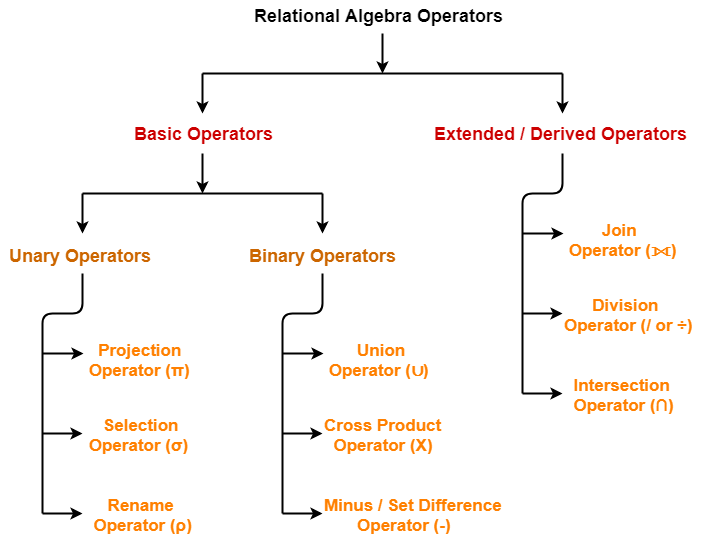 Relational Algebra Operators
Basic Operators
Extended / Derived Operators
Unary Operators
Binary Operators
Projection
Operator (π)
Selection
Operator (σ)
Rename
Operator (ρ)
Union
Operator (∪)
Cross Product
Operator (X)
Minus / Set Difference
Operator (-)
Join
Operator (⋈)
Division
Operator (/ or ÷)
Intersection
Operator (∩)